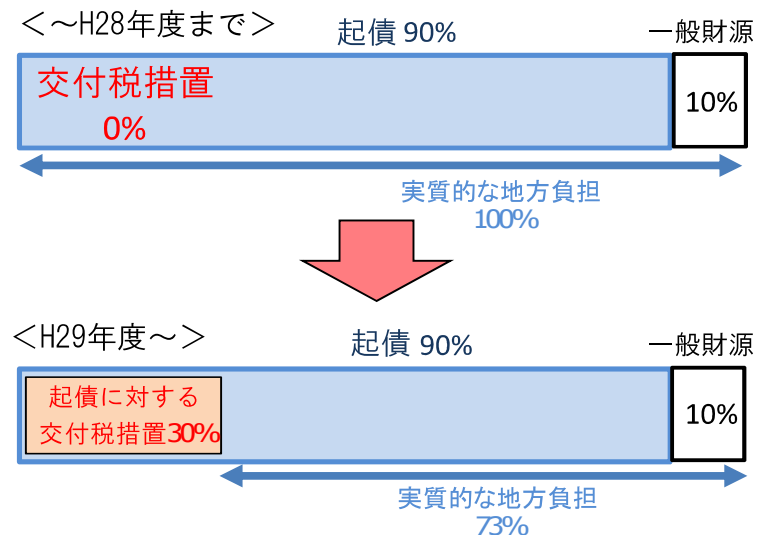 ＜～H28年度まで＞
起債 90%
一般財源
交付税措置
0%
10%
実質的な地方負担
100%
＜H29年度～＞
起債 90%
一般財源
起債に対する
交付税措置30%
10%
実質的な地方負担
73%